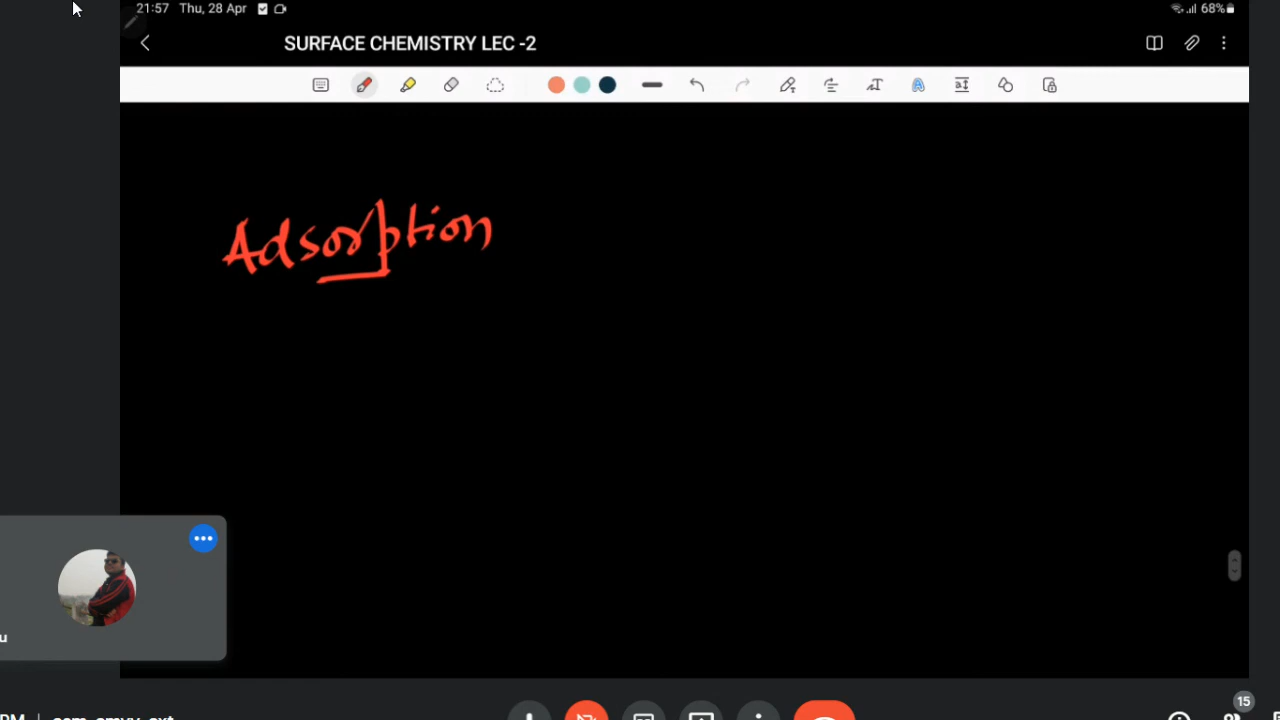 21:57 Thu, 28 Apr 68%
SURFACE CHEMISTRY LEC -2
Adsorption
u
15